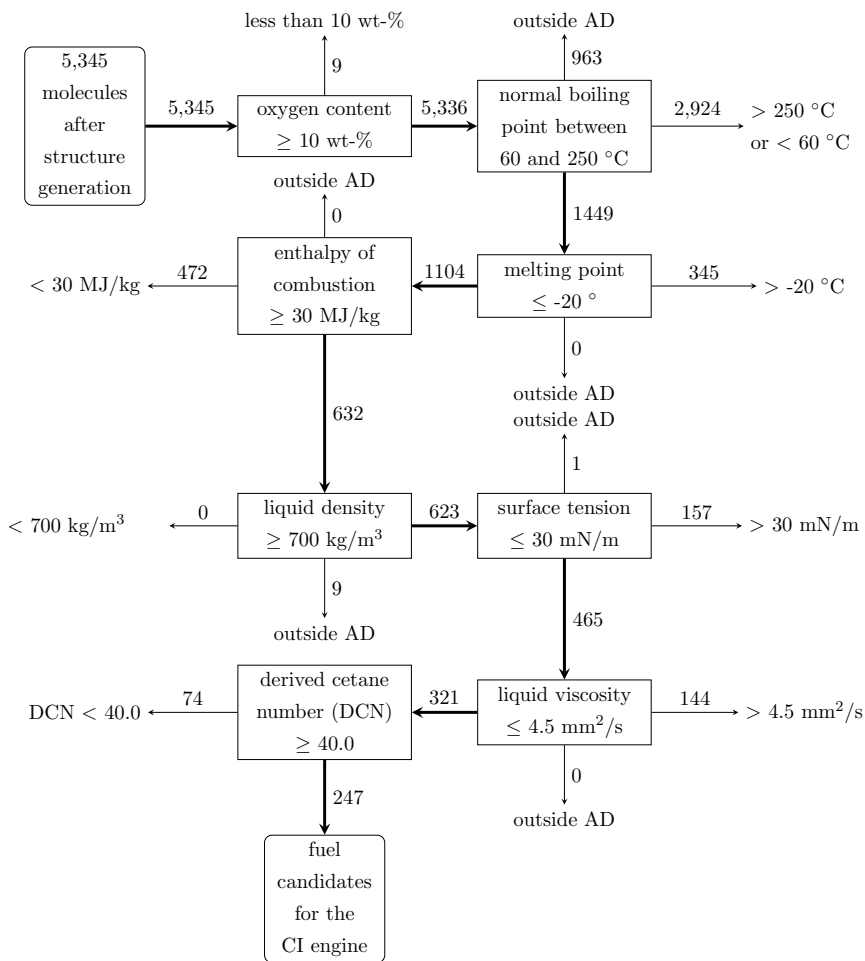 less than 10 wt-%
outside AD
9
963
5,345
molecules
after
structure
generation
5,345
oxygen content
≥ 10 wt-%
5,336
normal boiling
point between
60 and 250 °C
2,924
> 250 °C
or < 60 °C
outside AD
0
1449
< 30 MJ/kg
472
enthalpy of
combustion
≥ 30 MJ/kg
1104
melting point
≤ -20 °
345
> -20 °C
0
outside AD
632
outside AD
1
< 700 kg/m³
0
liquid density
≥ 700 kg/m³
623
surface tension
≤ 30 mN/m
157
> 30 mN/m
9
outside AD
465
DCN < 40.0
74
derived cetane
number (DCN)
≥ 40.0
321
liquid viscosity
≤ 4.5 mm²/s
144
> 4.5 mm²/s
0
outside AD
247
fuel
candidates
for the
CI engine